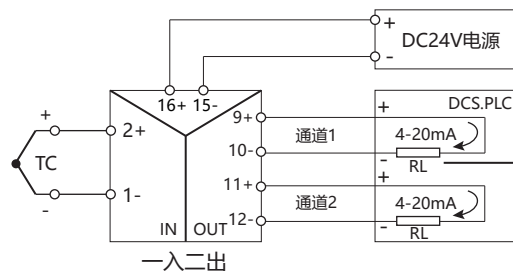 +
DC24V电源
-
16+ 15-
DCS.PLC
+
9+
+
2+
通道1
4-20mA
TC
10-
-
RL
11+
+
1-
通道2
4-20mA
-
12-
-
RL
IN
OUT
一入二出